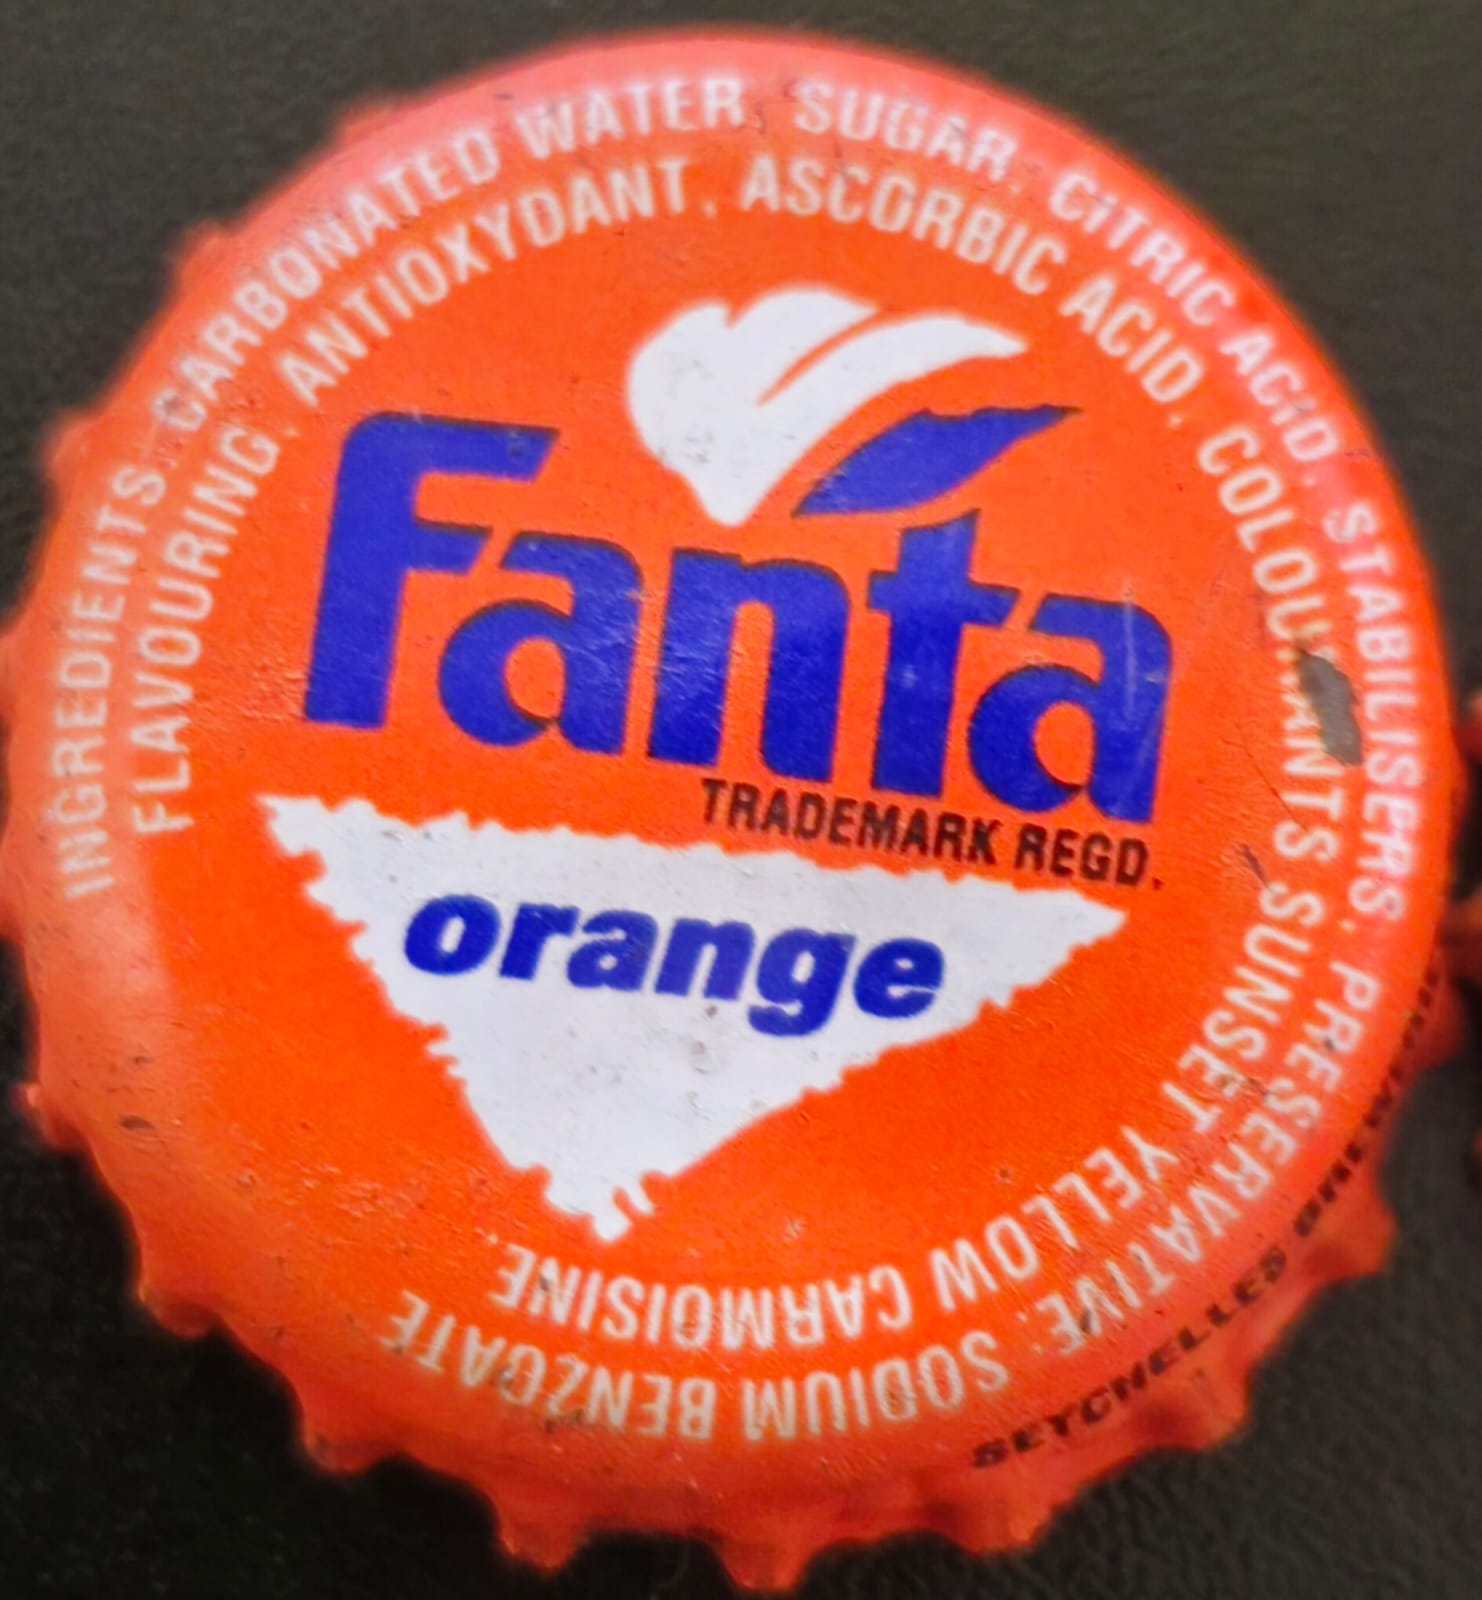 INGREDIENTS CARBONATED WATER, SUGAR, CITRIC ACID, STABILISERS, PRESERVATIVE: SODIUM BENZOATE
FLAVOURING, ANTIOXYDANT, ASCORBIC ACID, COLOURANTS SUNSET YELLOW CARMOISINE.
Fanta
TRADEMARK REGD.
orange
SEYCHELLES